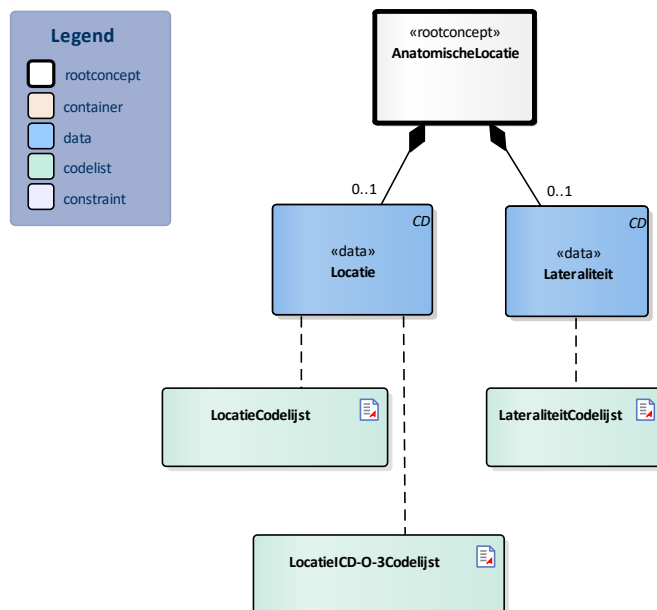 Legend
rootconcept
container
data
codelist
constraint
«rootconcept»
AnatomischeLocatie
0..1
0..1
CD
«data»
Locatie
CD
«data»
Lateraliteit
LocatieCodelijst
LateraliteitCodelijst
LocatieICD-O-3Codelijst